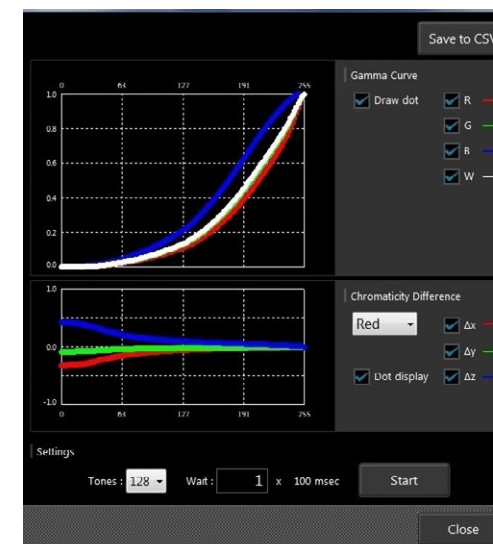 Save to CSV
0 63 127 191 255
1.0
0.8
0.6
0.4
0.2
0.0
Gamma Curve
Draw dot
R
G
B
W
1.0
0.0
-1.0
0 63 127 191 255
Chromaticity Difference
Red
Δx
Δy
Dot display
Δz
Settings
Tones : 128 Wait : 1 x 100 msec Start
Close